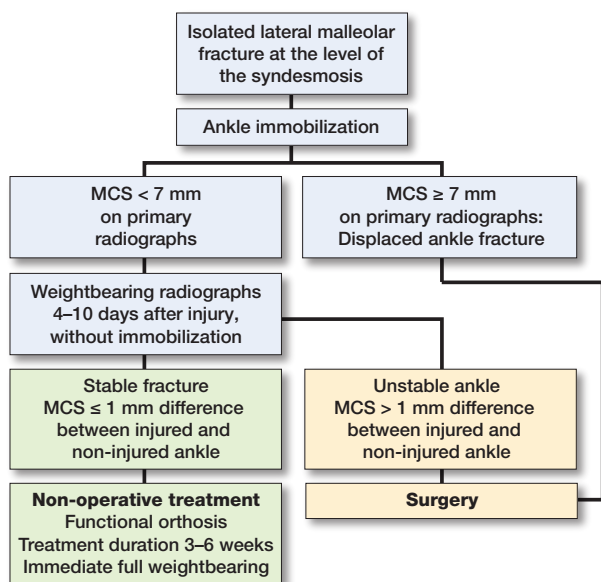 Isolated lateral malleolar
fracture at the level of
the syndesmosis
Ankle immobilization
MCS < 7 mm
on primary
radiographs
MCS ≥ 7 mm
on primary radiographs:
Displaced ankle fracture
Weightbearing radiographs
4–10 days after injury,
without immobilization
Stable fracture
MCS ≤ 1 mm difference
between injured and
non-injured ankle
Unstable ankle
MCS > 1 mm difference
between injured and
non-injured ankle
Non-operative treatment
Functional orthosis
Treatment duration 3–6 weeks
Immediate full weightbearing
Surgery